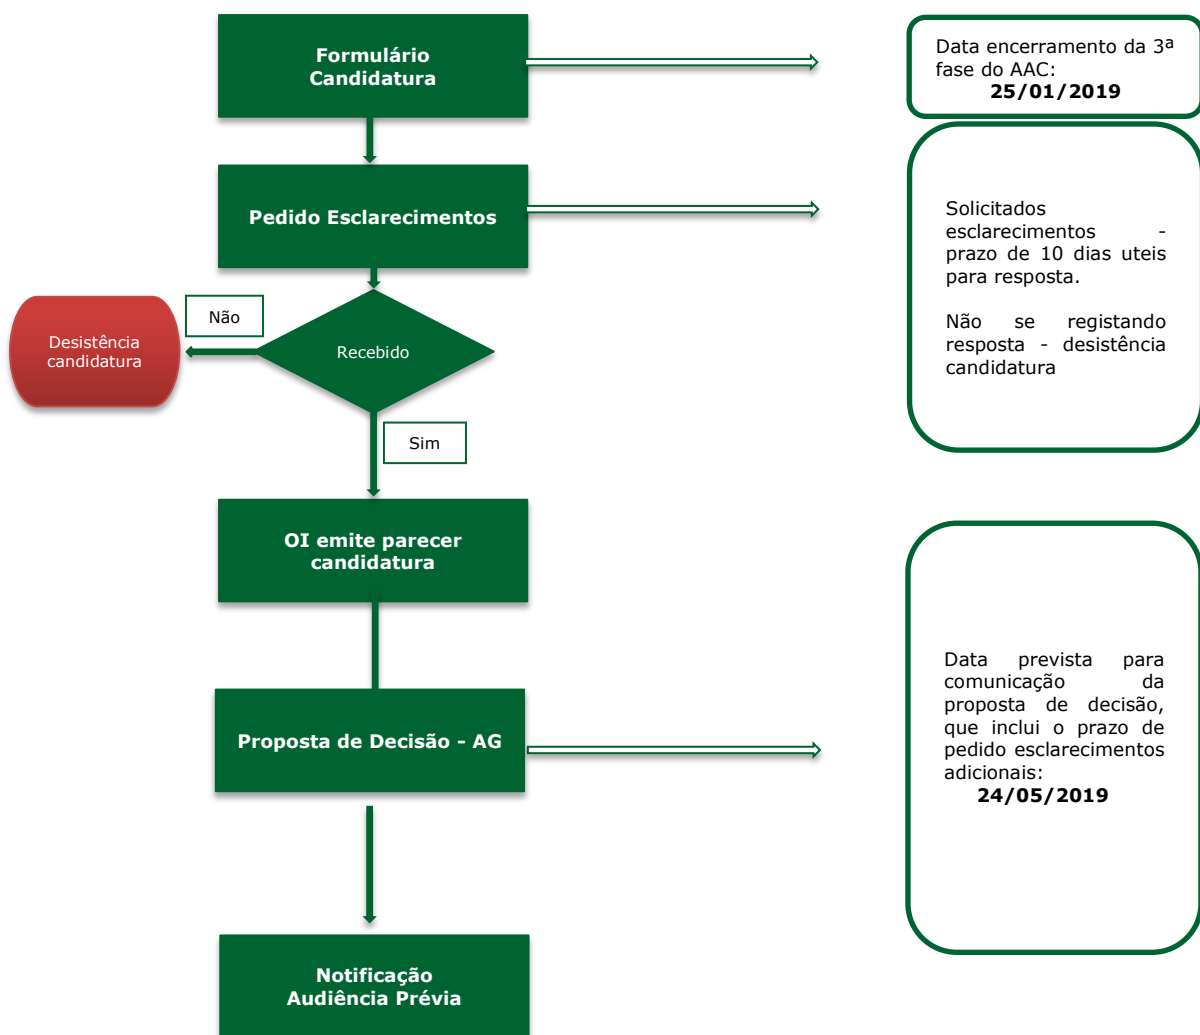 Formulário
Candidatura
Data encerramento da 3ª
fase do AAC:
25/01/2019
Pedido Esclarecimentos
Solicitados
esclarecimentos -
prazo de 10 dias uteis
para resposta.
Não se registando
resposta - desistência
candidatura
Não
Desistência
candidatura
Recebido
Sim
OI emite parecer
candidatura
Proposta de Decisão - AG
Data prevista para
comunicação da
proposta de decisão,
que inclui o prazo de
pedido esclarecimentos
adicionais:
24/05/2019
Notificação
Audiência Prévia